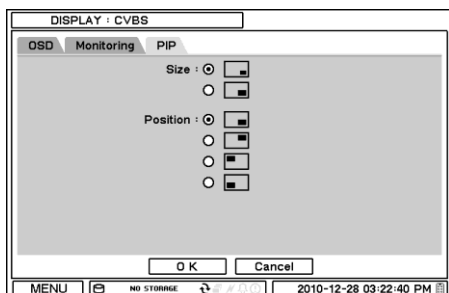 DISPLAY : CVBS
OSD Monitoring PIP
Size :
Position :
O K Cancel
MENU NO STORAGE 2010-12-28 03:22:40 PM